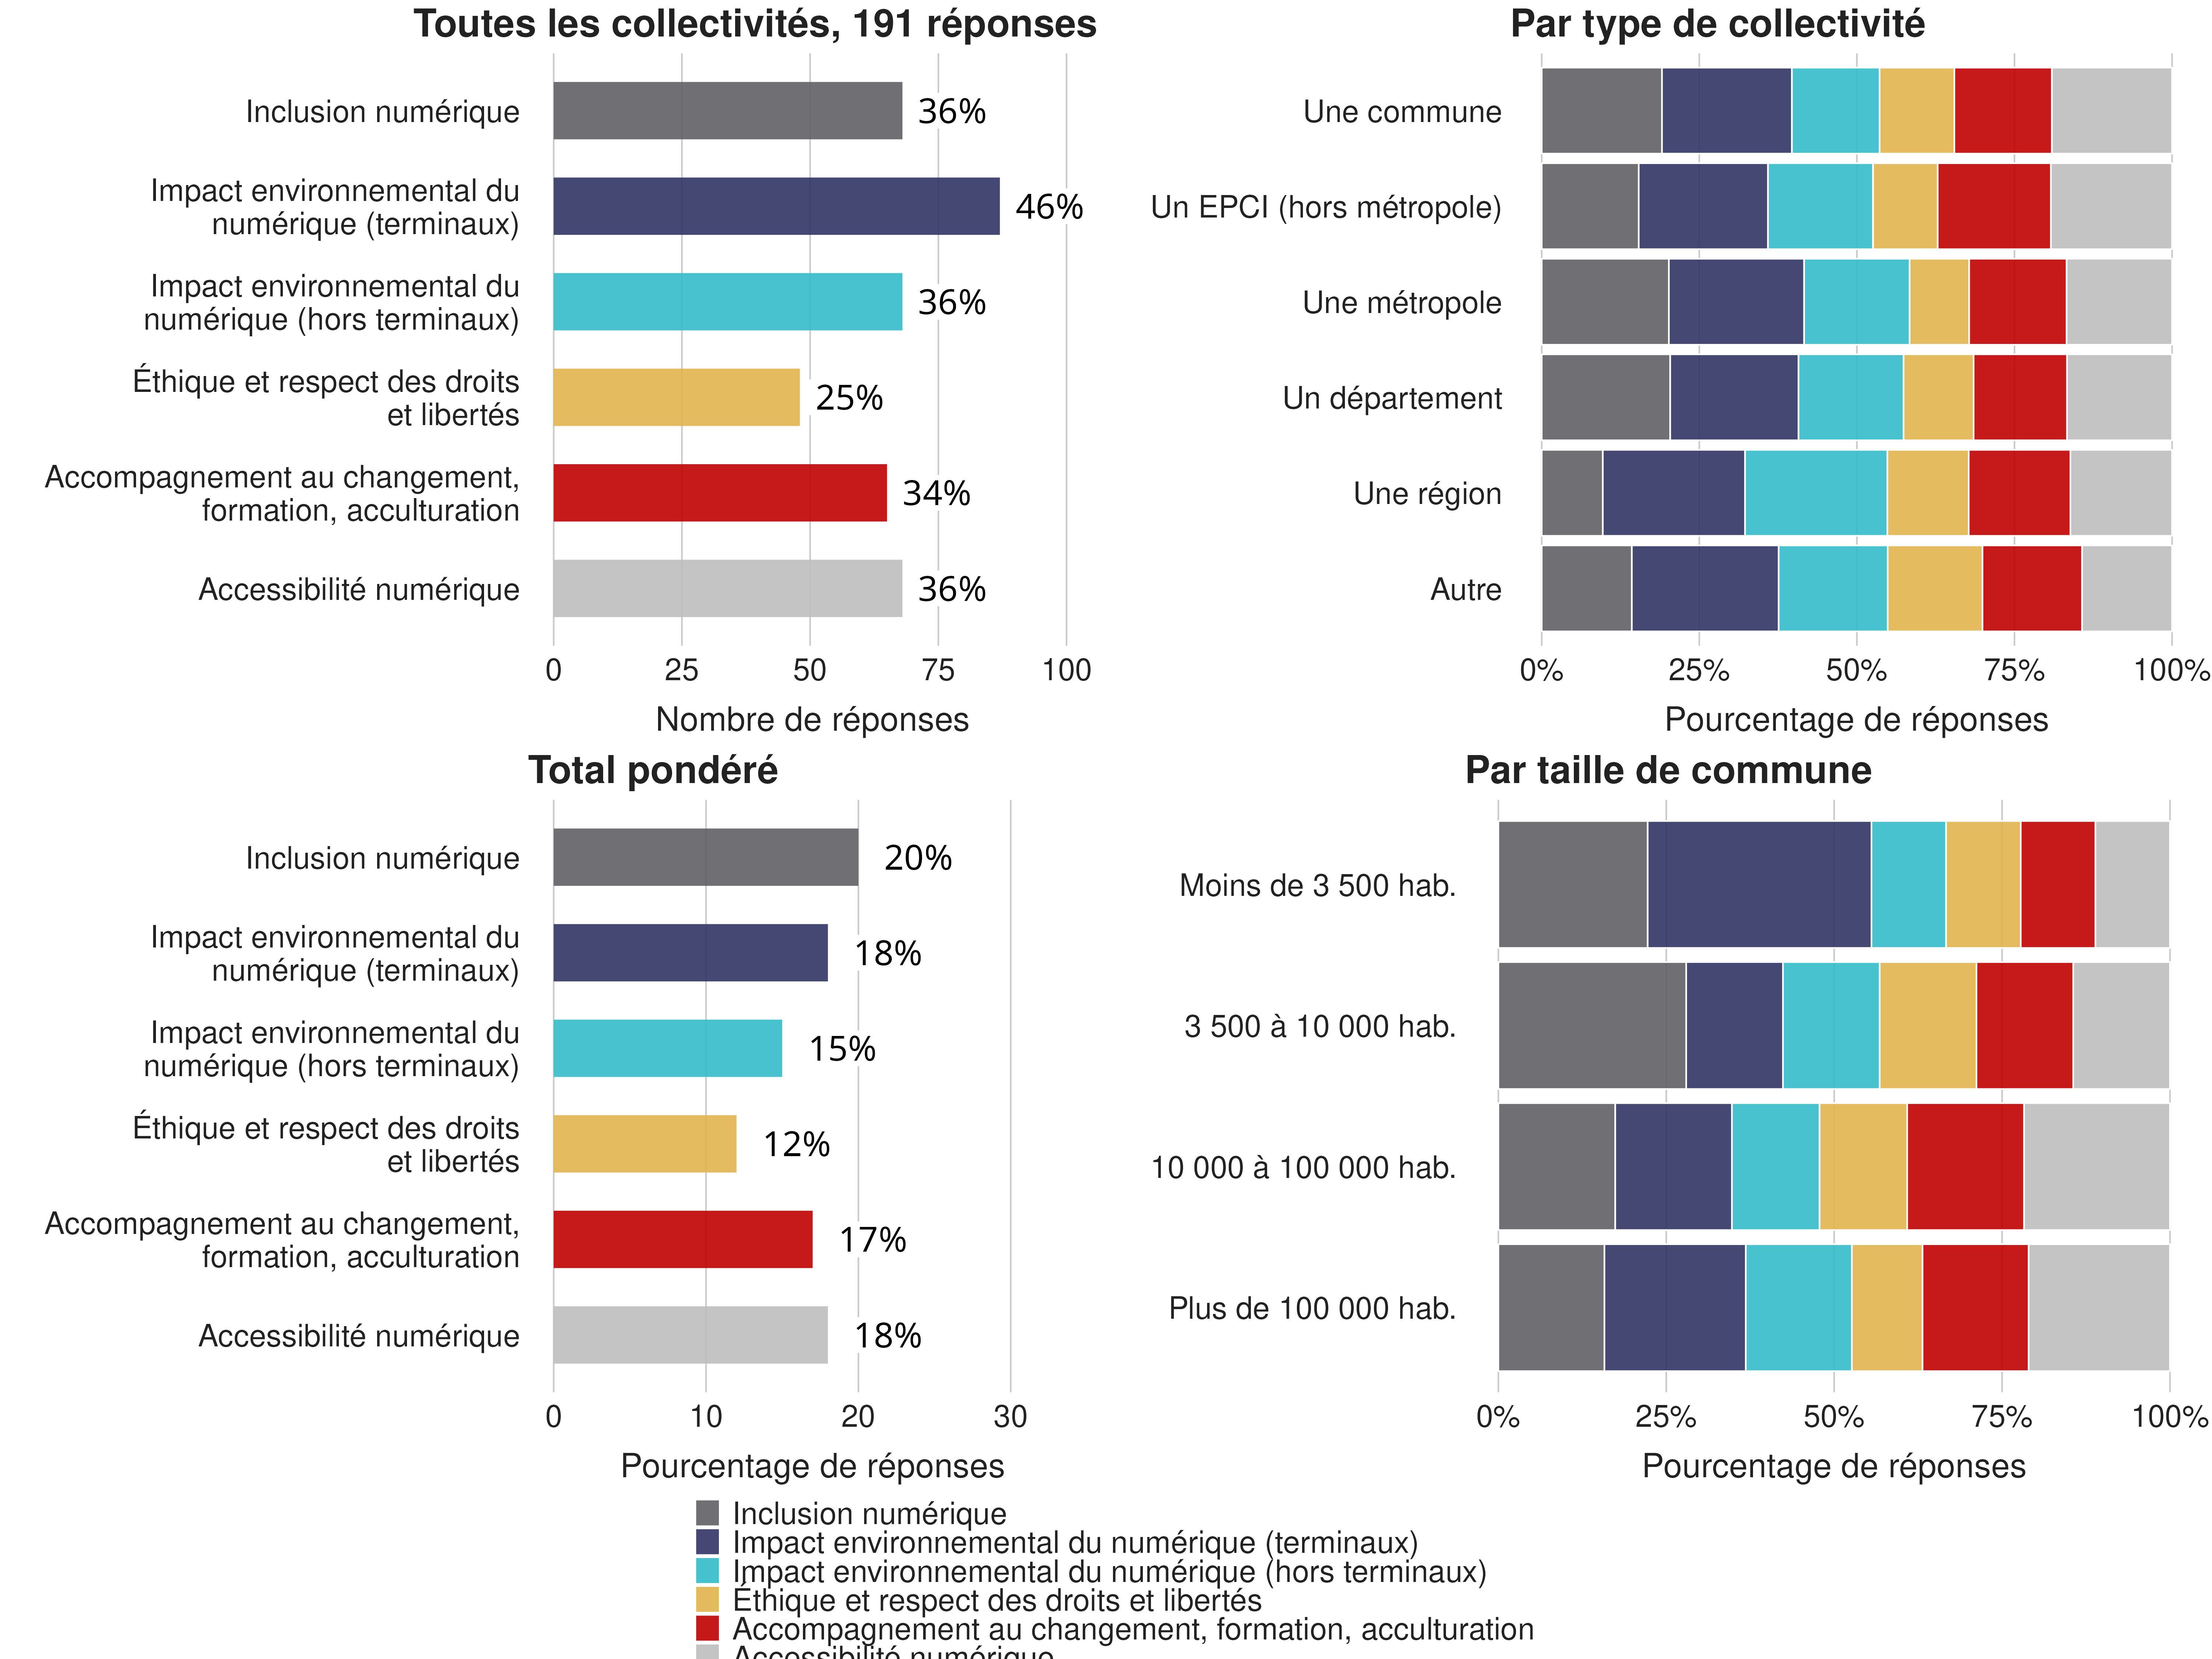 Toutes les collectivités, 191 réponses
Inclusion numérique
36%
Impact environnemental du
numérique (terminaux)
46%
Impact environnemental du
numérique (hors terminaux)
36%
Éthique et respect des droits
et libertés
25%
Accompagnement au changement,
formation, acculturation
34%
Accessibilité numérique
36%
0 25 50 75 100
Nombre de réponses
Par type de collectivité
Une commune
Un EPCI (hors métropole)
Une métropole
Un département
Une région
Autre
0% 25% 50% 75% 100%
Pourcentage de réponses
Total pondéré
Inclusion numérique
20%
Impact environnemental du
numérique (terminaux)
18%
Impact environnemental du
numérique (hors terminaux)
15%
Éthique et respect des droits
et libertés
12%
Accompagnement au changement,
formation, acculturation
17%
Accessibilité numérique
18%
0 10 20 30
Pourcentage de réponses
Par taille de commune
Moins de 3 500 hab.
3 500 à 10 000 hab.
10 000 à 100 000 hab.
Plus de 100 000 hab.
0% 25% 50% 75% 100%
Pourcentage de réponses
Inclusion numérique
Impact environnemental du numérique (terminaux)
Impact environnemental du numérique (hors terminaux)
Éthique et respect des droits et libertés
Accompagnement au changement, formation, acculturation
Accessibilité numérique